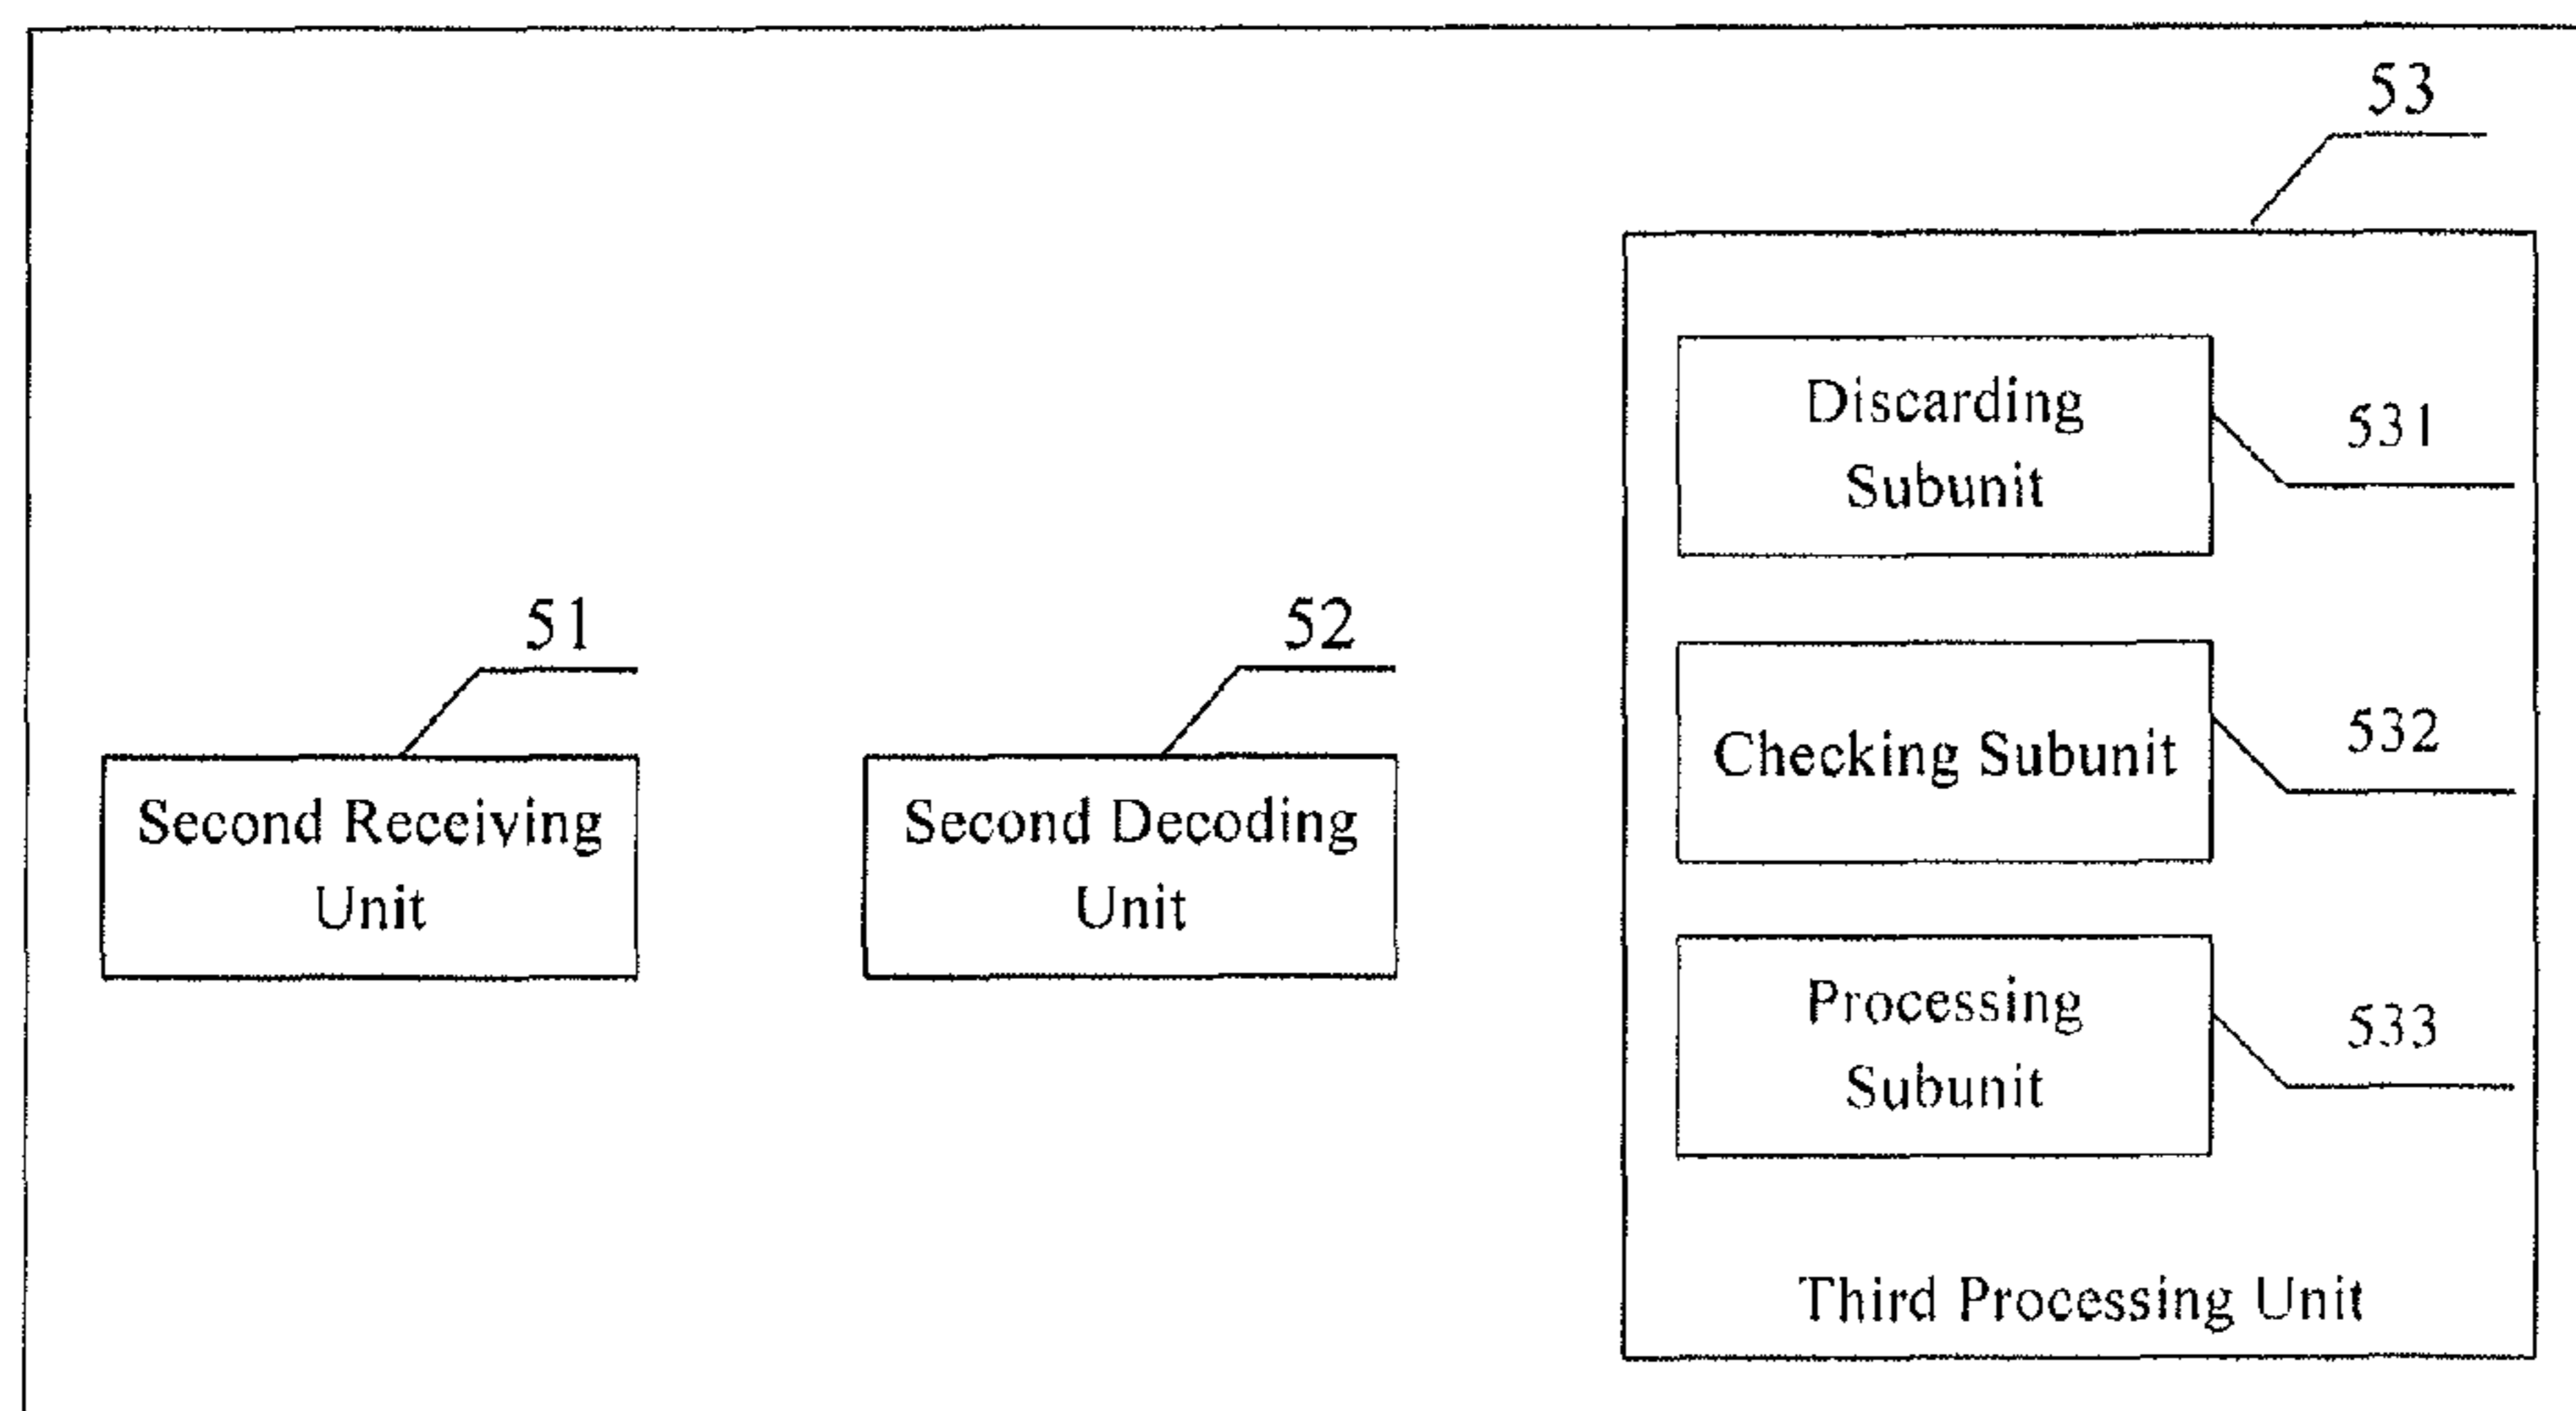 53
Discarding
Subunit
531
51
52
Checking Subunit
532
Second Receiving
Unit
Second Decoding
Unit
Processing
Subunit
533
Third Processing Unit